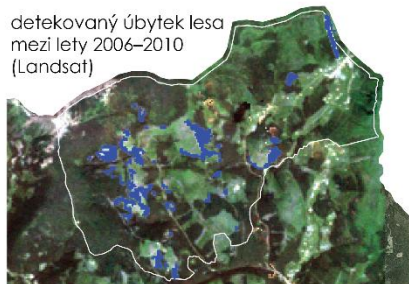 detekovaný úbytek lesa
mezi lety 2006–2010
(Landsat)